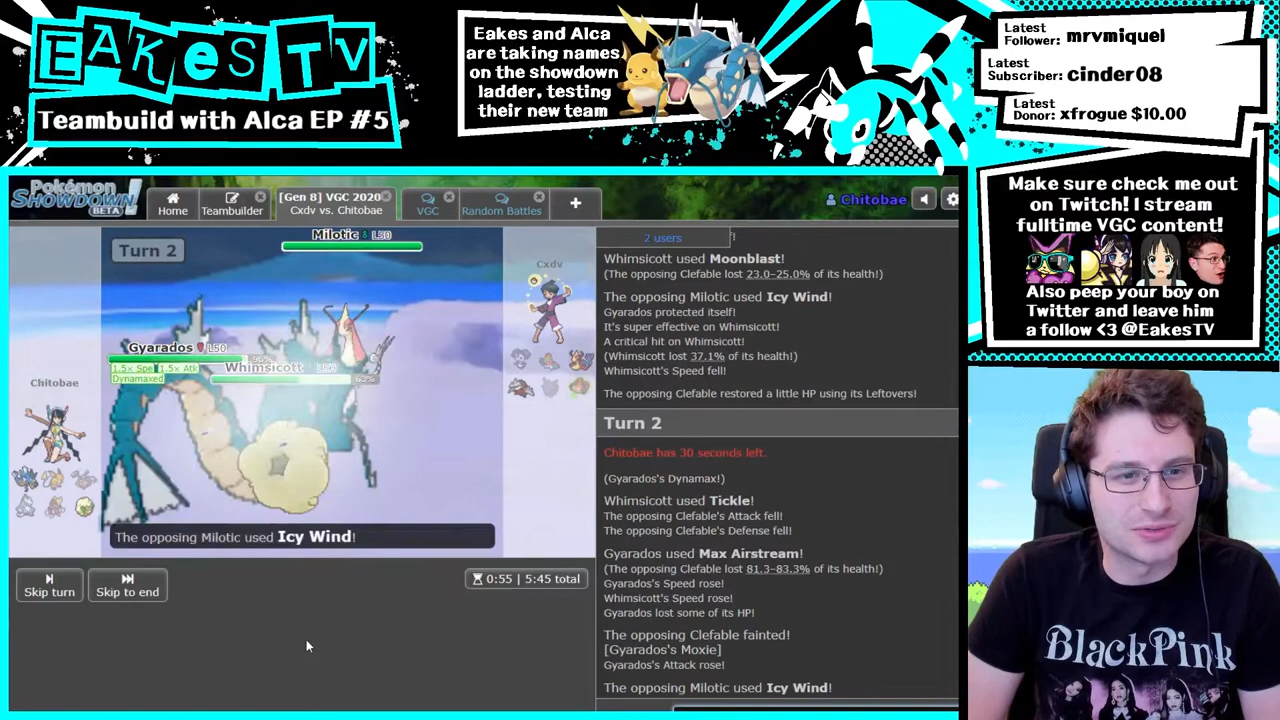 EAKES TV
Teambuild with Alca EP #5
Eakes and Alca
are taking names
on the showdown
ladder, testing
their new team
Latest
Follower: mrvmiquel
Latest
Subscriber: cinder08
Latest
Donor: xfrogue $10.00
Make sure check me out
on Twitch! I stream
fulltime VGC content!
Also peep your boy on
Twitter and leave him
a follow <3 @EakesTV
Pokémon
SHOWDOWN!
BETA
Home
Teambuilder
[Gen 8] VGC 2020
Cxdv vs. Chitobae
VGC
Random Battles
Chitobae
Turn 2
Milotic L50
Cxdv
Gyarados L50
1.5× Spe 1.5× Atk
Dynamaxed
Whimsicott L50
Chitobae
The opposing Milotic used Icy Wind!
Skip turn
Skip to end
0:55 | 5:45 total
2 users
Whimsicott used Moonblast!
(The opposing Clefable lost 23.0–25.0% of its health!)
The opposing Milotic used Icy Wind!
Gyarados protected itself!
It's super effective on Whimsicott!
A critical hit on Whimsicott!
(Whimsicott lost 37.1% of its health!)
Whimsicott's Speed fell!
The opposing Clefable restored a little HP using its Leftovers!
Turn 2
Chitobae has 30 seconds left.
(Gyarados's Dynamax!)
Whimsicott used Tickle!
The opposing Clefable's Attack fell!
The opposing Clefable's Defense fell!
Gyarados used Max Airstream!
(The opposing Clefable lost 81.3–83.3% of its health!)
Gyarados's Speed rose!
Whimsicott's Speed rose!
Gyarados lost some of its HP!
The opposing Clefable fainted!
[Gyarados's Moxie]
Gyarados's Attack rose!
The opposing Milotic used Icy Wind!
BLACKPINK